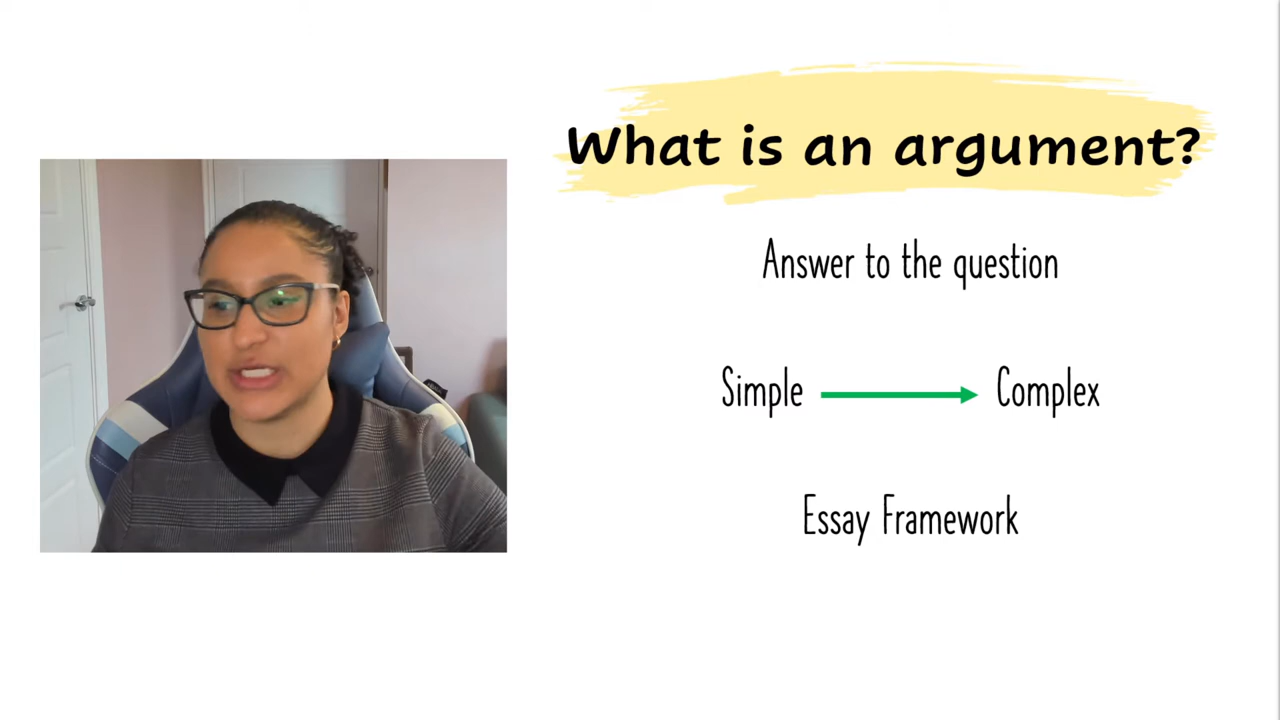 What is an argument?
Answer to the question
Simple Complex
Essay Framework